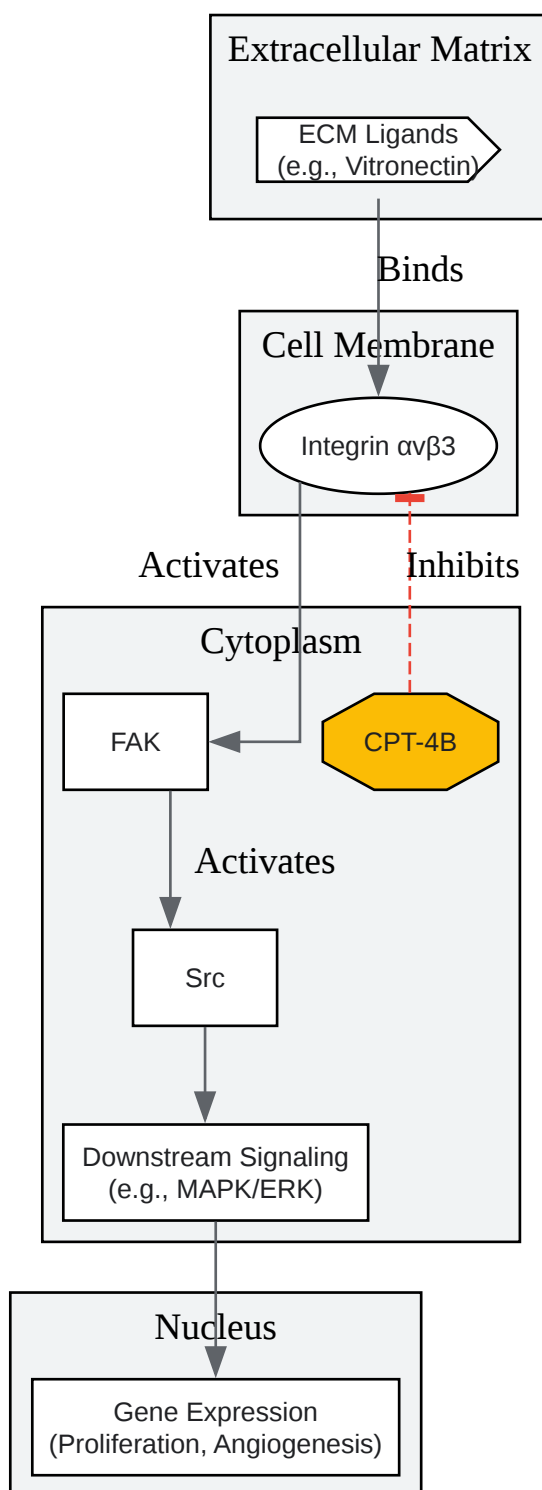 Extracellular Matrix
ECM Ligands
(e.g., Vitronectin)
Binds
Cell Membrane
Integrin αvβ3
Activates
Inhibits
Cytoplasm
FAK
CPT-4B
Activates
Src
Downstream Signaling
(e.g., MAPK/ERK)
Nucleus
Gene Expression
(Proliferation, Angiogenesis)